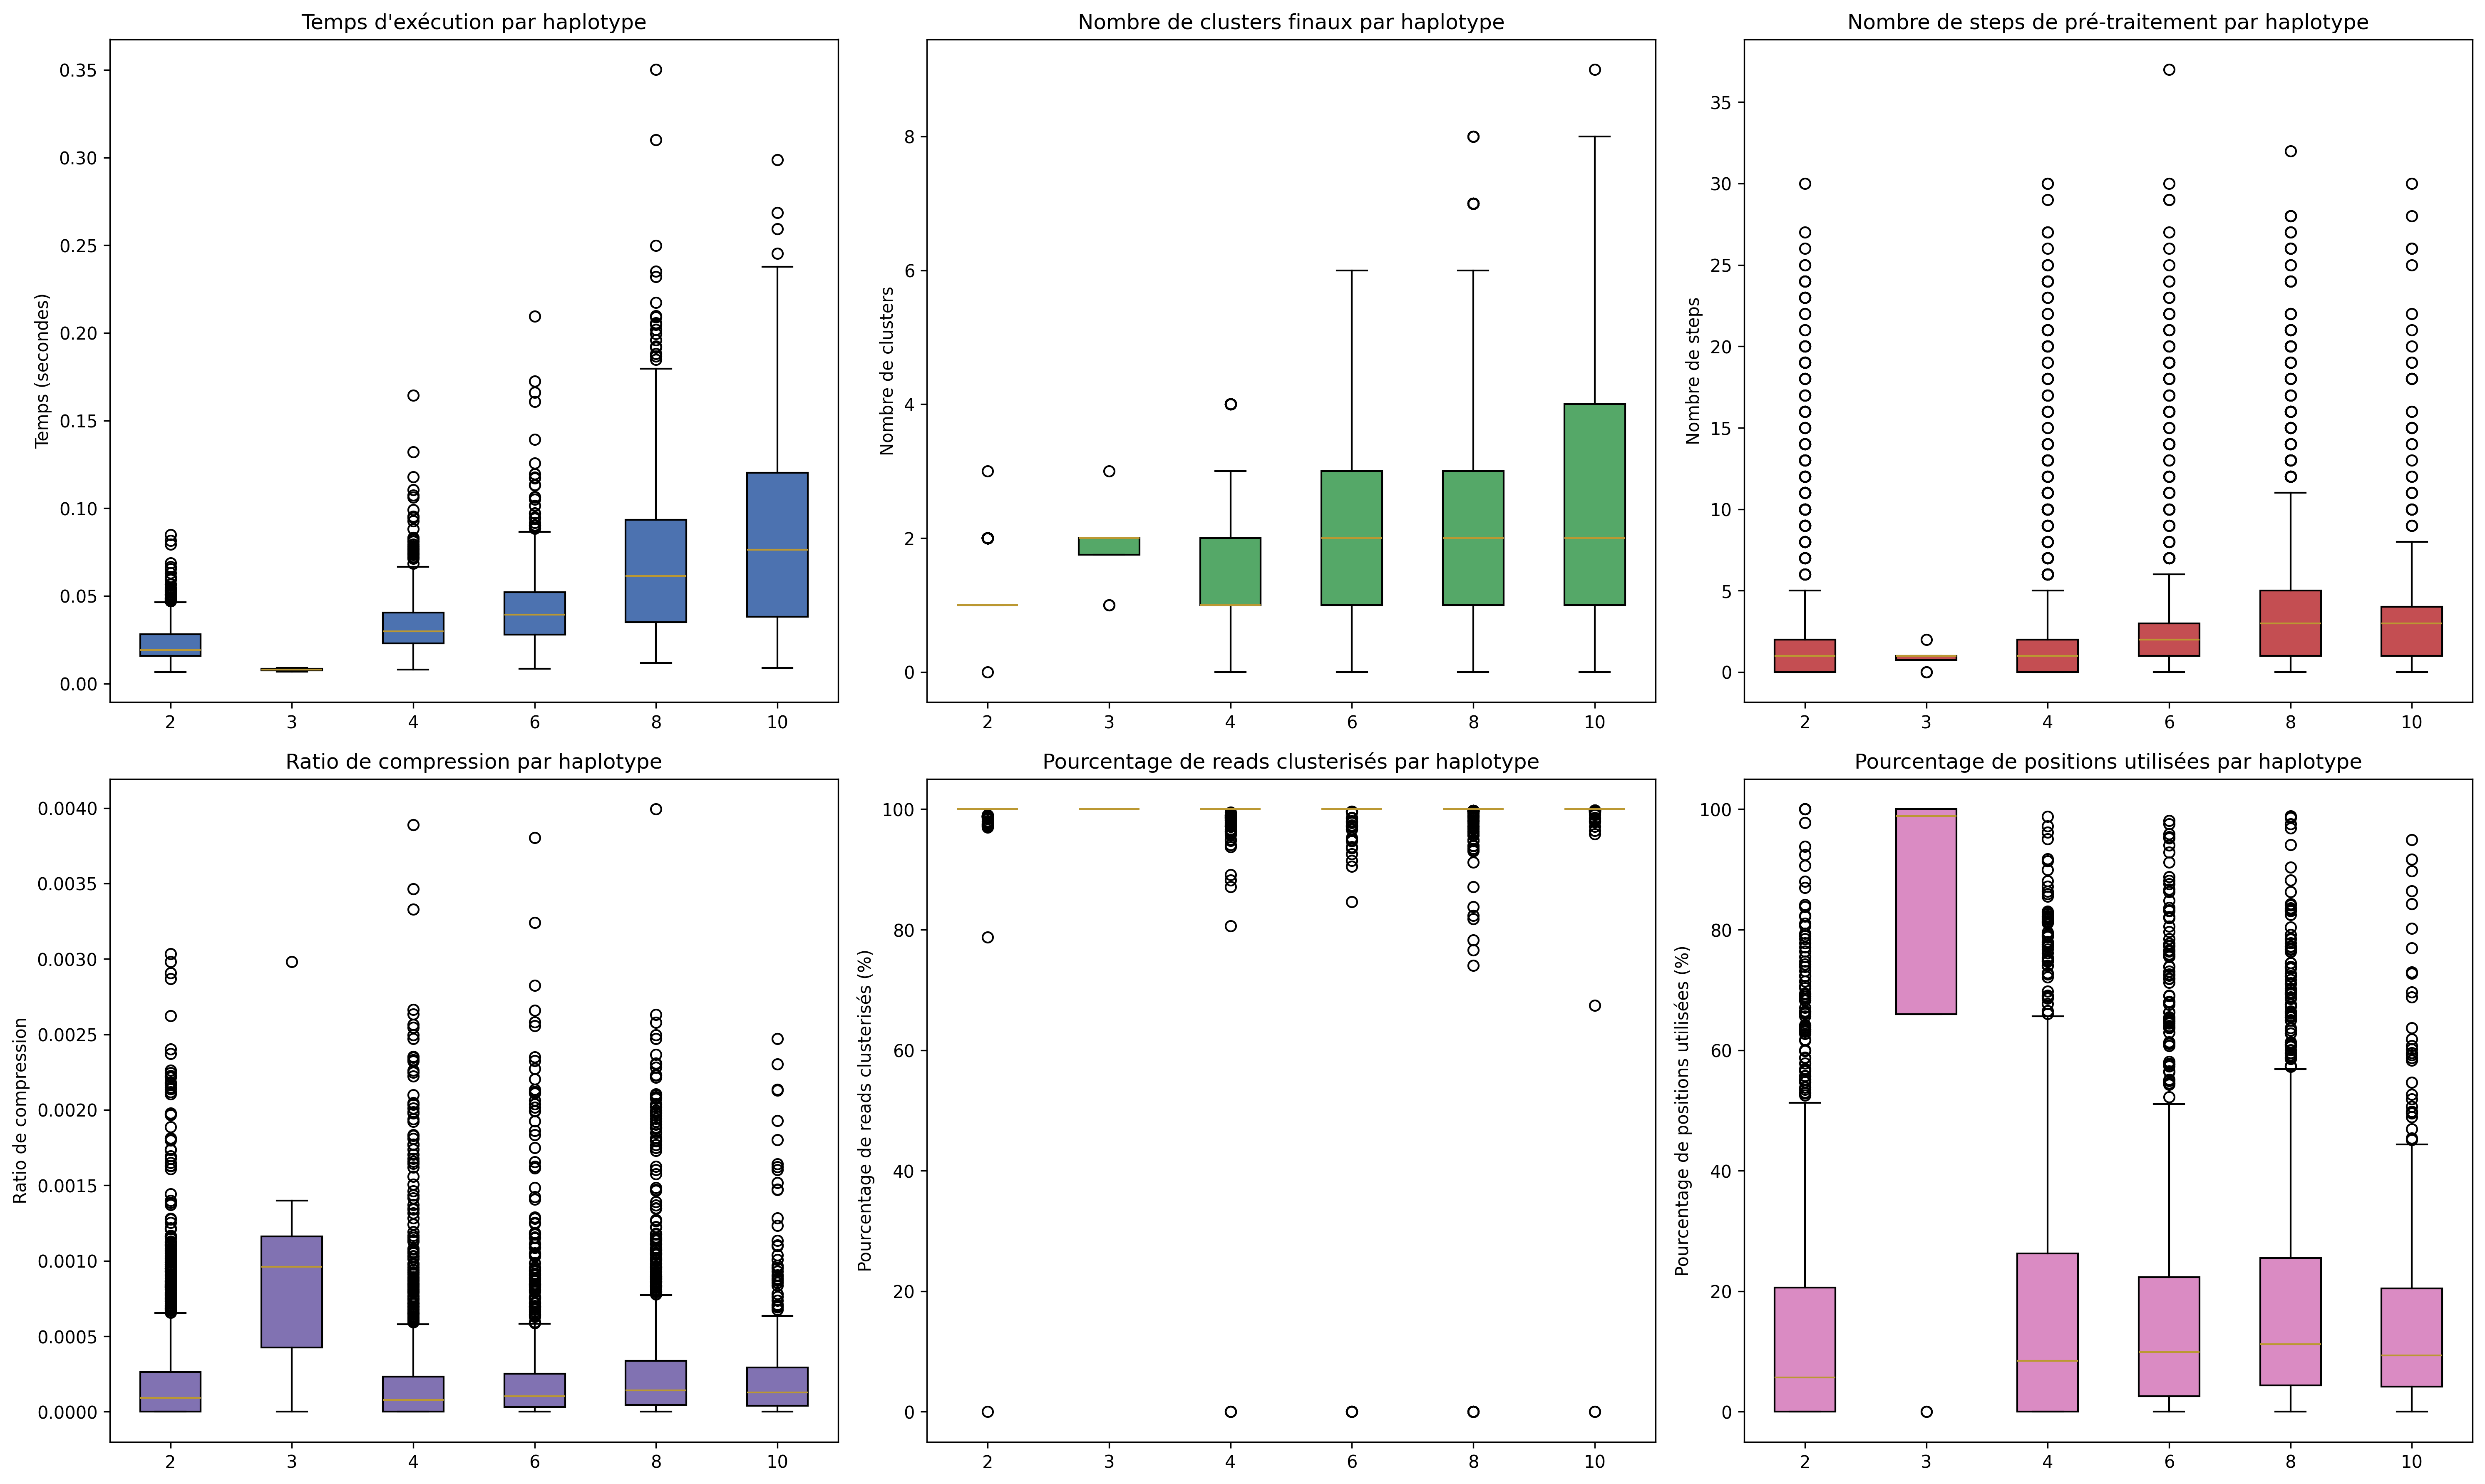 Temps d'exécution par haplotype
Temps (secondes)
0.35
0.30
0.25
0.20
0.15
0.10
0.05
0.00
2 3 4 6 8 10
Nombre de clusters finaux par haplotype
Nombre de clusters
8
6
4
2
0
2 3 4 6 8 10
Nombre de steps de pré-traitement par haplotype
Nombre de steps
35
30
25
20
15
10
5
0
2 3 4 6 8 10
Ratio de compression par haplotype
Ratio de compression
0.0040
0.0035
0.0030
0.0025
0.0020
0.0015
0.0010
0.0005
0.0000
2 3 4 6 8 10
Pourcentage de reads clusterisés par haplotype
Pourcentage de reads clusterisés (%)
100
80
60
40
20
0
2 3 4 6 8 10
Pourcentage de positions utilisées par haplotype
Pourcentage de positions utilisées (%)
100
80
60
40
20
0
2 3 4 6 8 10